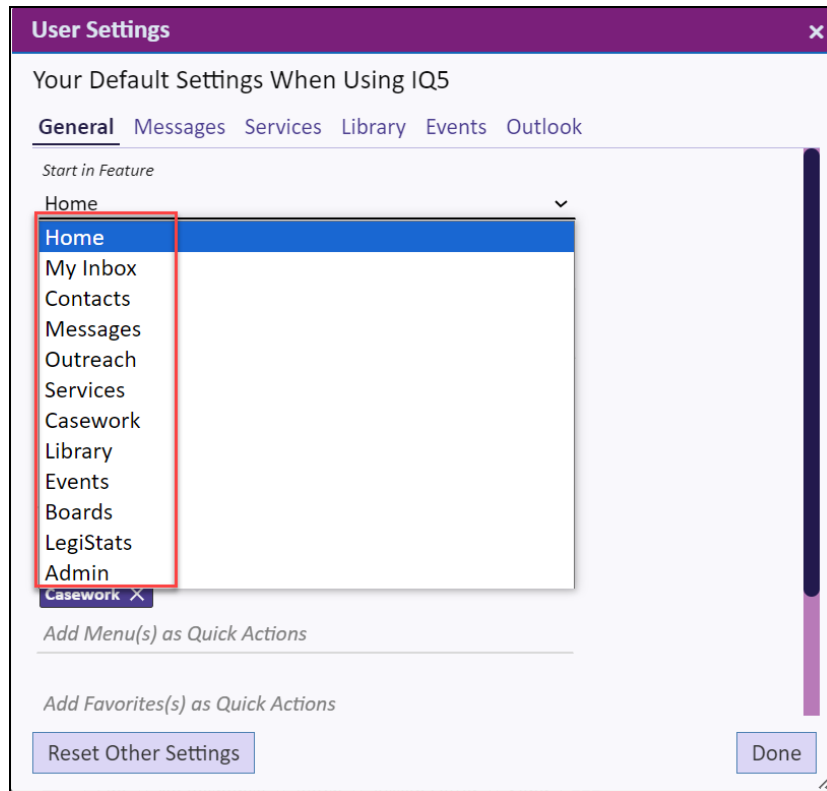 User Settings ×
Your Default Settings When Using IQ5
General Messages Services Library Events Outlook
Start in Feature
Home
Home
My Inbox
Contacts
Messages
Outreach
Services
Casework
Library
Events
Boards
LegiStats
Admin
Casework ×
Add Menu(s) as Quick Actions
Add Favorites(s) as Quick Actions
Reset Other Settings Done